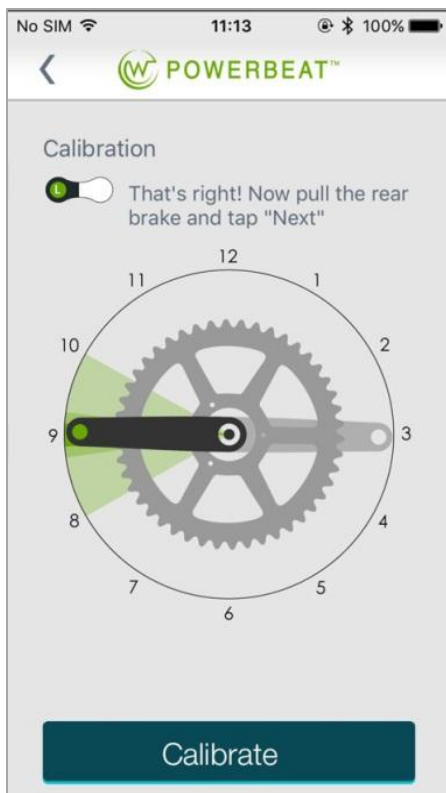 No SIM 11:13 100%
POWERBEAT™
Calibration
L
That's right! Now pull the rear
brake and tap "Next"
12
11 1
10 2
9 3
8 4
7 5
6
Calibrate